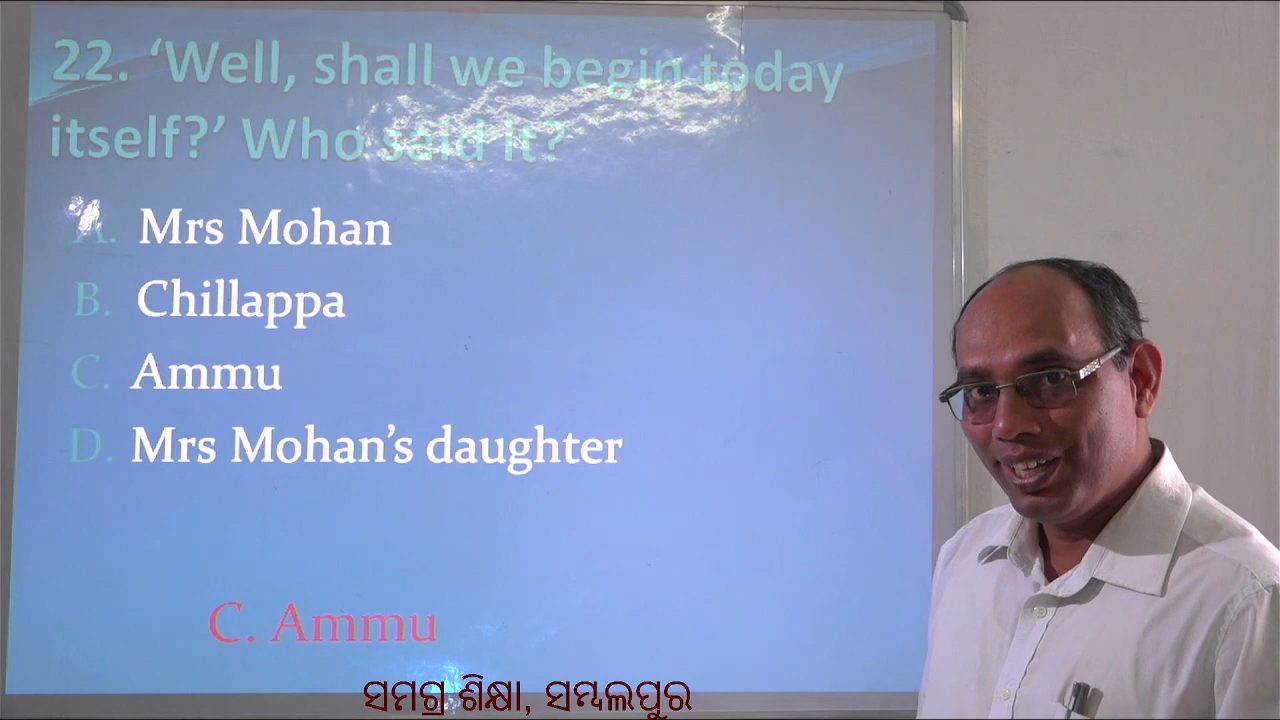 22. ‘Well, shall we begin today
itself?’ Who said it?
A. Mrs Mohan
B. Chillappa
C. Ammu
D. Mrs Mohan’s daughter
C. Ammu
ସମଗ୍ର ଶିକ୍ଷା, ସମ୍ବଲପୁର